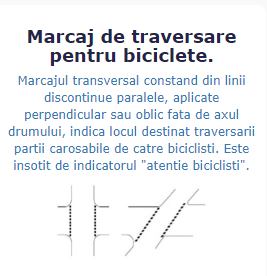 Marcaj de traversare
pentru biciclete.
Marcajul transversal constand din linii
discontinue paralele, aplicate
perpendicular sau oblic fata de axul
drumului, indica locul destinat traversarii
partii carosabile de catre biciclisti. Este
insotit de indicatorul "atentie biciclisti".